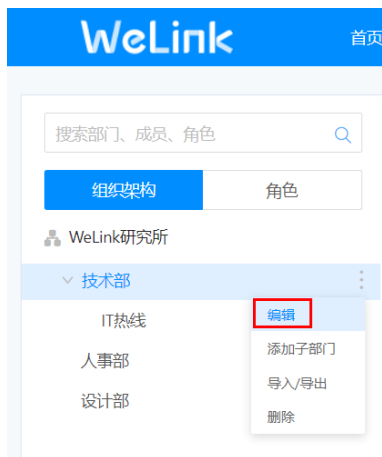 WeLink
首页
搜索部门、成员、角色
组织架构
角色
WeLink研究所
技术部
IT热线
编辑
添加子部门
人事部
导入/导出
设计部
删除